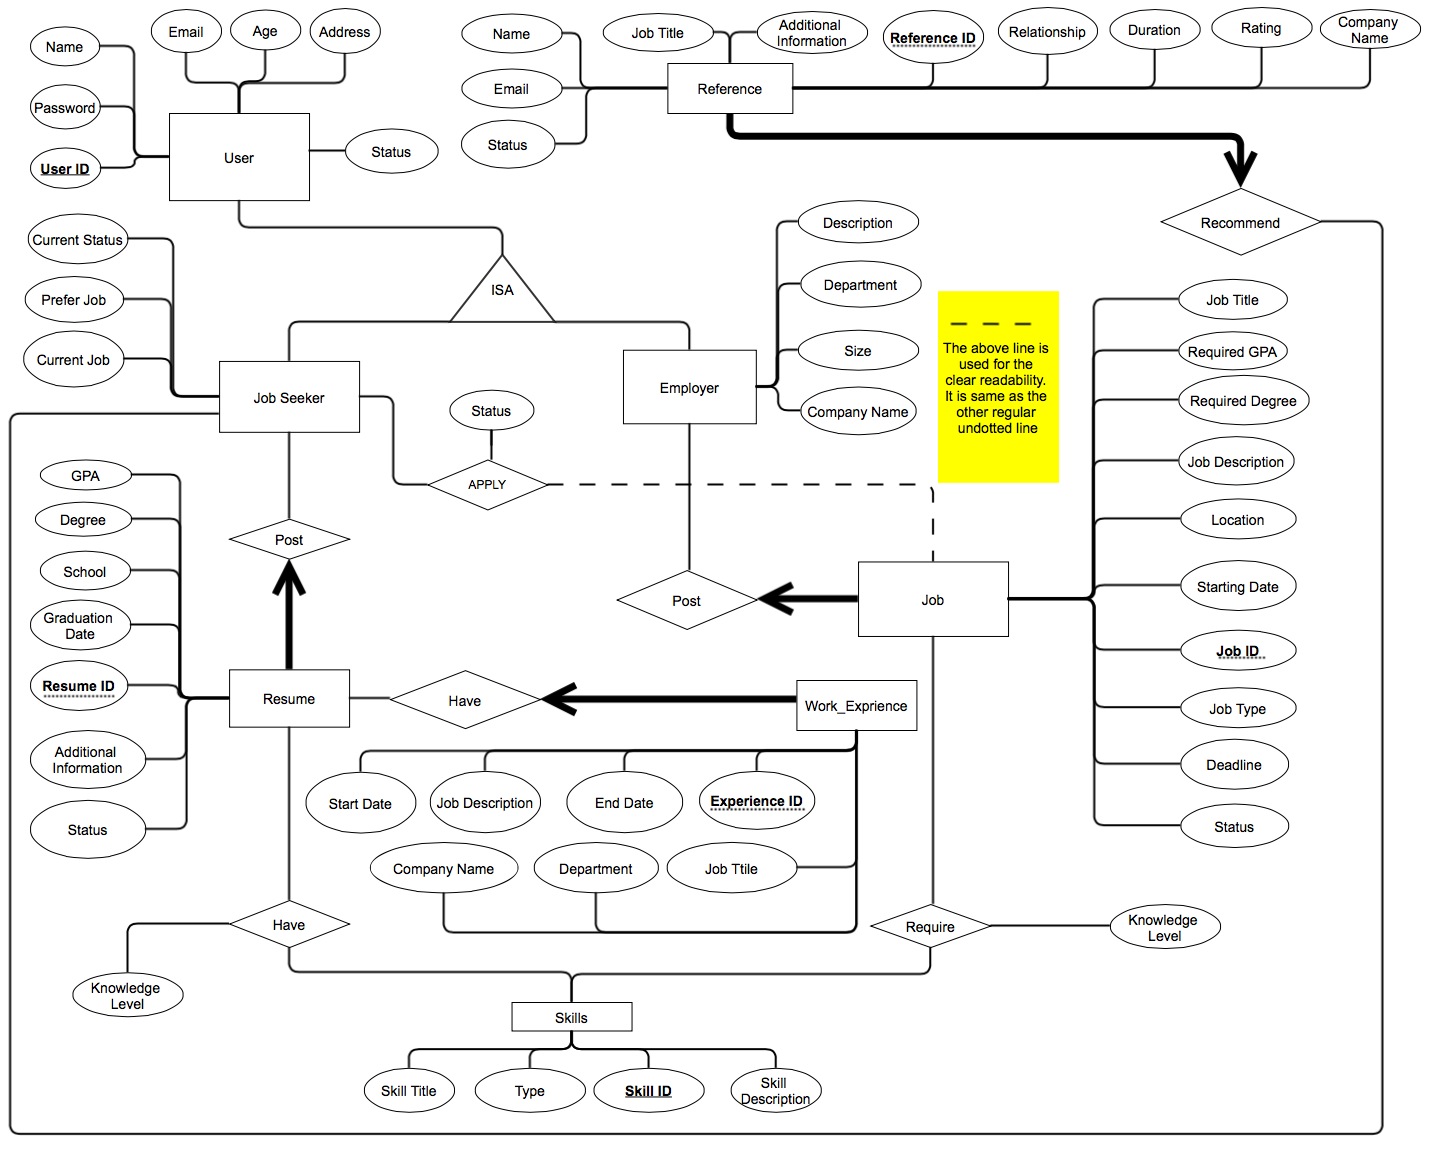 Name
Email
Age
Address
Password
User ID
User
Status
Name
Job Title
Additional
Information
Reference ID
Relationship
Duration
Rating
Company
Name
Email
Reference
Status
Recommend
Current Status
Prefer Job
Current Job
ISA
Job Seeker
Employer
Description
Department
Size
Company Name
The above line is
used for the
clear readability.
It is same as the
other regular
undotted line
Status
APPLY
Post
Post
Job
Job Title
Required GPA
Required Degree
Job Description
Location
Starting Date
Job ID
Job Type
Deadline
Status
GPA
Degree
School
Graduation
Date
Resume ID
Additional
Information
Status
Resume
Have
Work_Exprience
Start Date
Job Description
End Date
Experience ID
Company Name
Department
Job Ttile
Have
Knowledge
Level
Require
Knowledge
Level
Skills
Skill Title
Type
Skill ID
Skill
Description